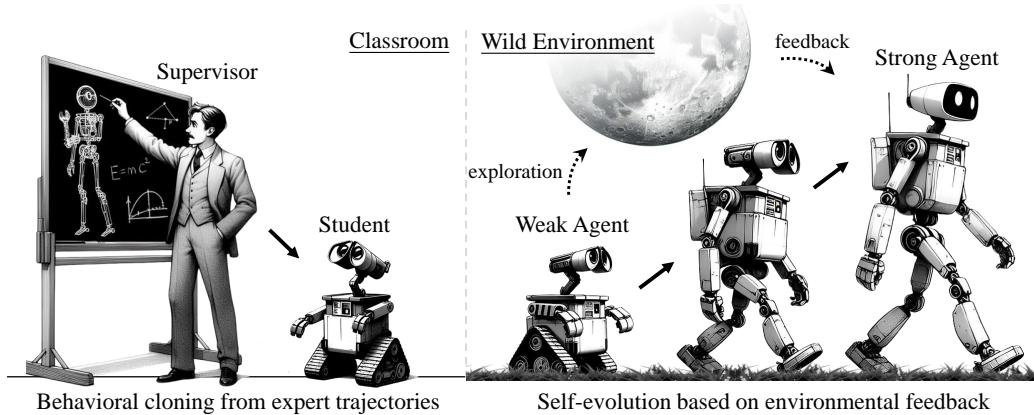 Classroom
Supervisor
E=mc²
Student
Behavioral cloning from expert trajectories
Wild Environment
feedback
Strong Agent
exploration
Weak Agent
Self-evolution based on environmental feedback